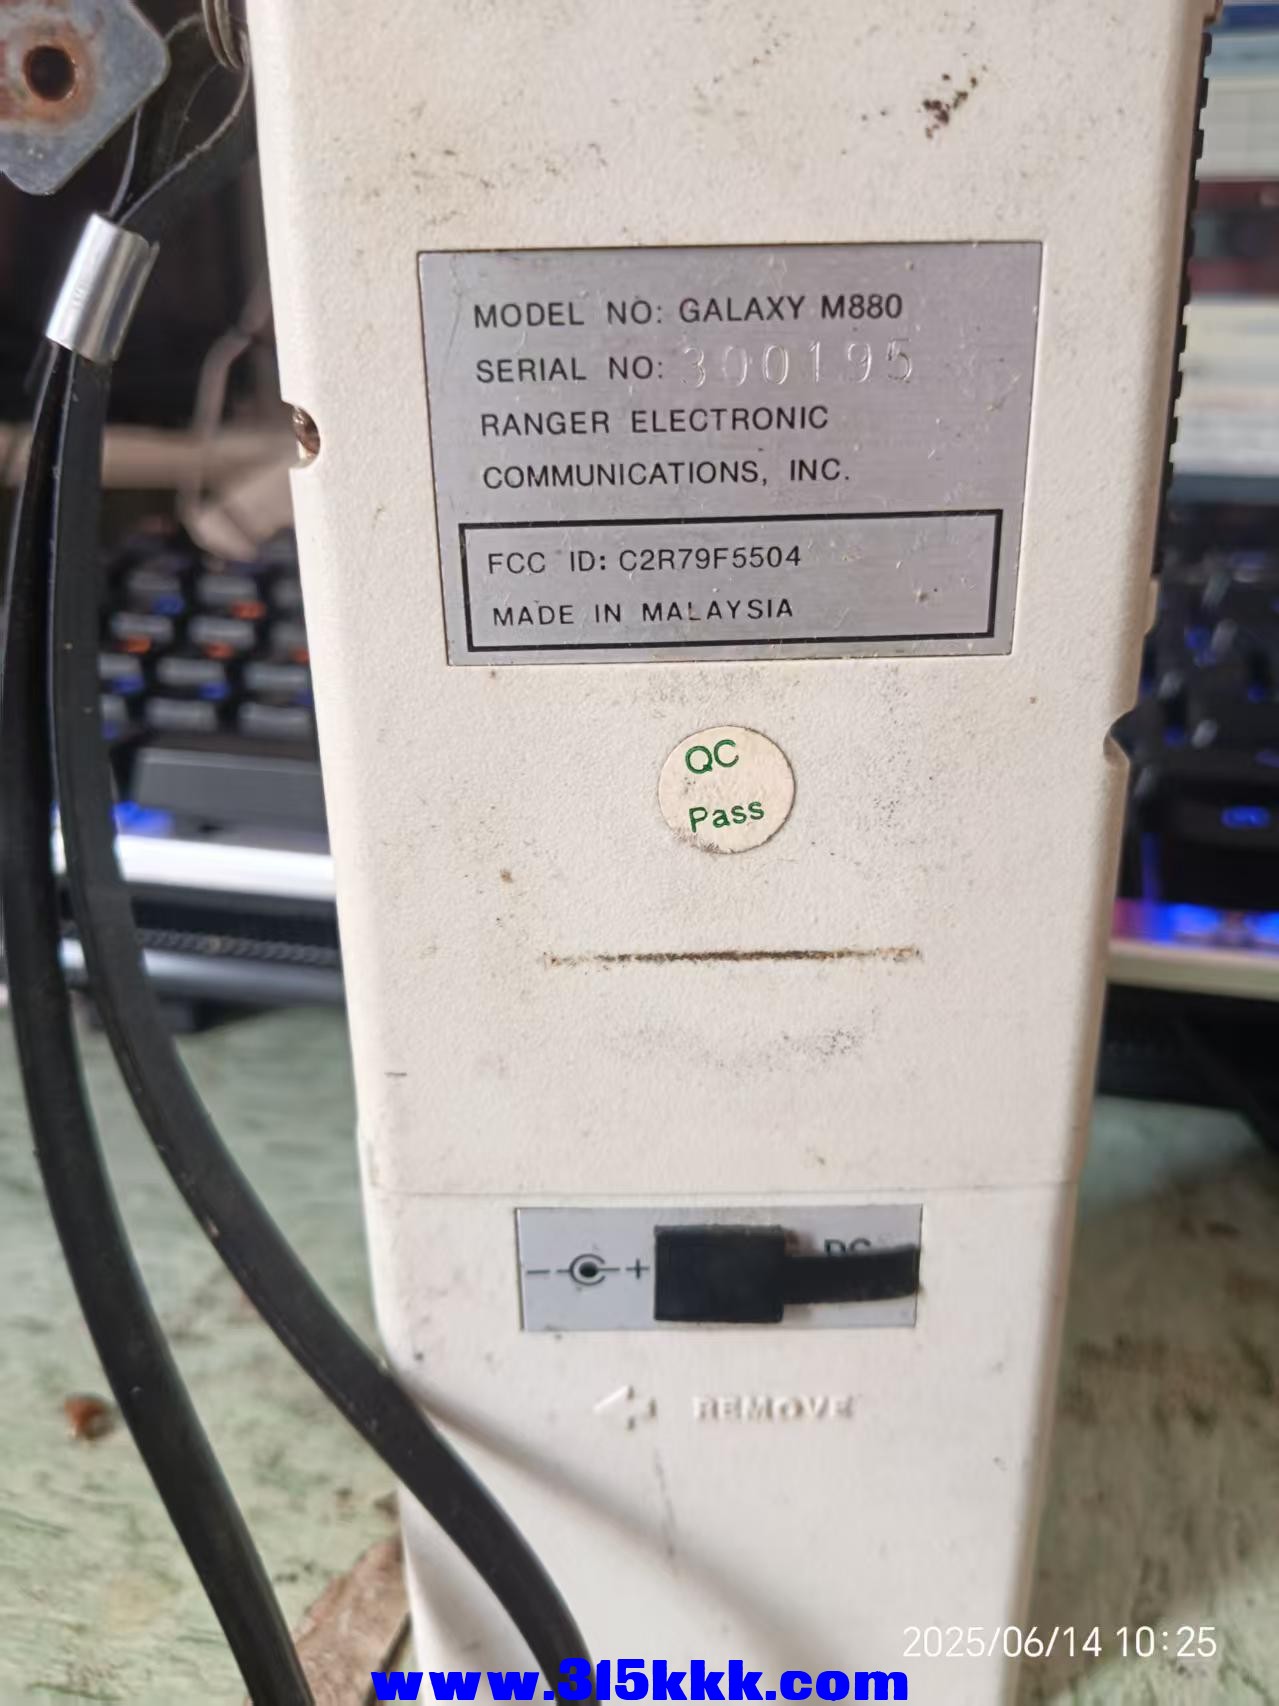 MODEL NO: GALAXY M880
SERIAL NO: 300195
RANGER ELECTRONIC
COMMUNICATIONS, INC.
FCC ID: C2R79F5504
MADE IN MALAYSIA
QC
Pass
- +
REMOVE
2025/06/14 10:25
www.315kkk.com